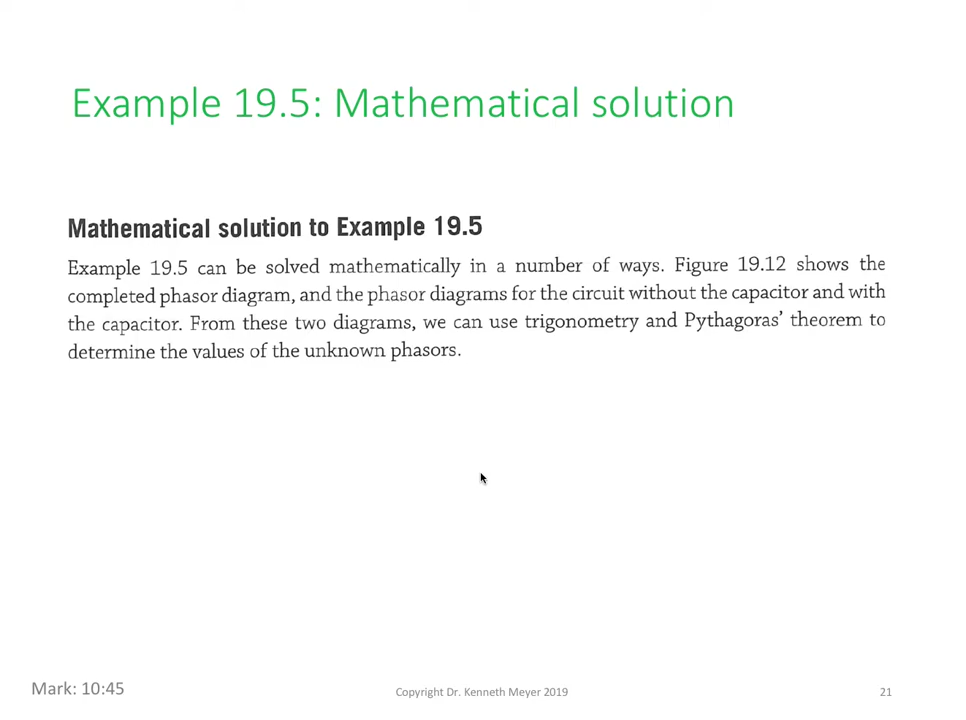 Example 19.5: Mathematical solution
Mathematical solution to Example 19.5
Example 19.5 can be solved mathematically in a number of ways. Figure 19.12 shows the
completed phasor diagram, and the phasor diagrams for the circuit without the capacitor and with
the capacitor. From these two diagrams, we can use trigonometry and Pythagoras' theorem to
determine the values of the unknown phasors.
Mark: 10:45
Copyright Dr. Kenneth Meyer 2019
21